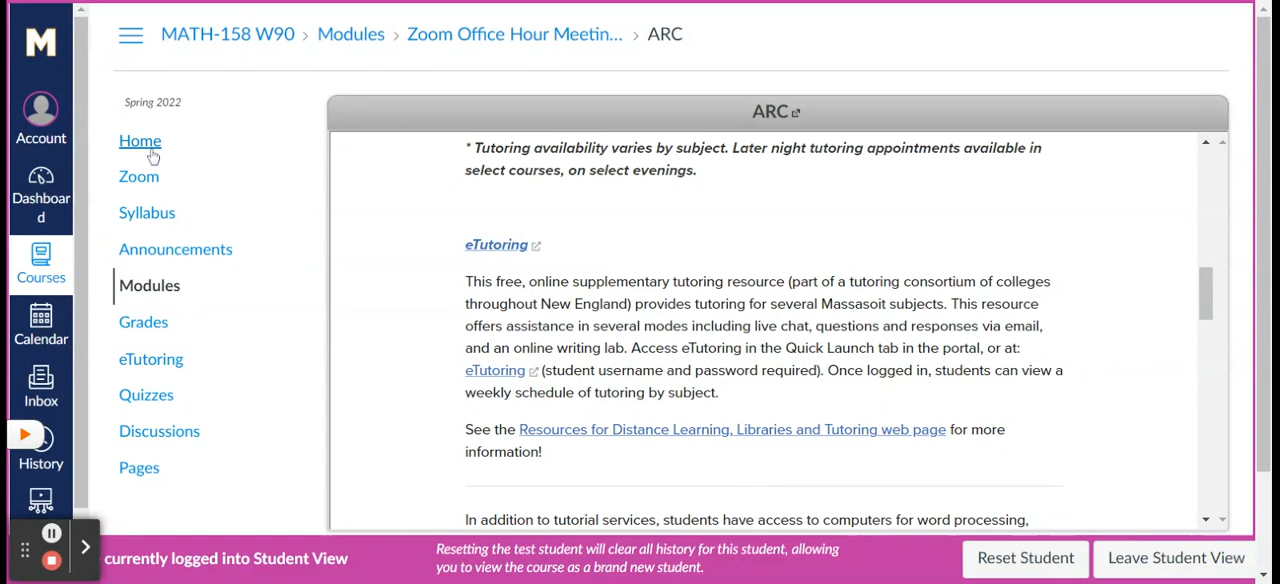 M
Account
Dashboar
d
Courses
Calendar
Inbox
History
MATH-158 W90 > Modules > Zoom Office Hour Meetin... > ARC
Spring 2022
Home
Zoom
Syllabus
Announcements
Modules
Grades
eTutoring
Quizzes
Discussions
Pages
ARC
* Tutoring availability varies by subject. Later night tutoring appointments available in
select courses, on select evenings.
eTutoring
This free, online supplementary tutoring resource (part of a tutoring consortium of colleges
throughout New England) provides tutoring for several Massasoit subjects. This resource
offers assistance in several modes including live chat, questions and responses via email,
and an online writing lab. Access eTutoring in the Quick Launch tab in the portal, or at:
eTutoring (student username and password required). Once logged in, students can view a
weekly schedule of tutoring by subject.
See the Resources for Distance Learning, Libraries and Tutoring web page for more
information!
In addition to tutorial services, students have access to computers for word processing,
currently logged into Student View
Resetting the test student will clear all history for this student, allowing
you to view the course as a brand new student.
Reset Student
Leave Student View